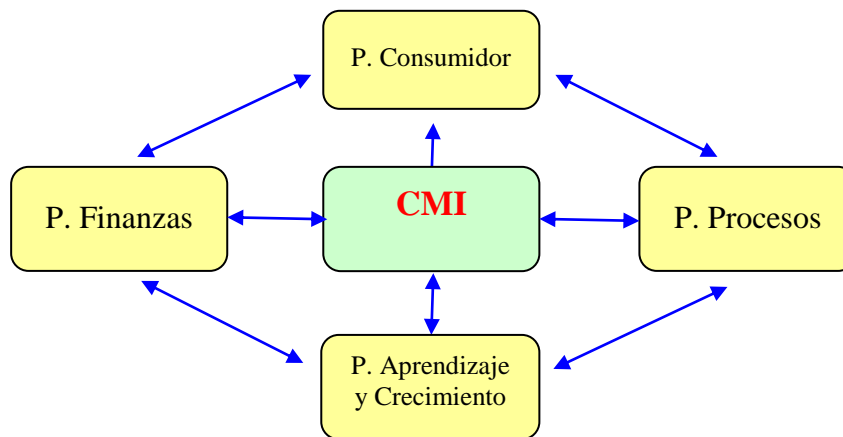 P. Consumidor
P. Finanzas
CMI
P. Procesos
P. Aprendizaje
y Crecimiento